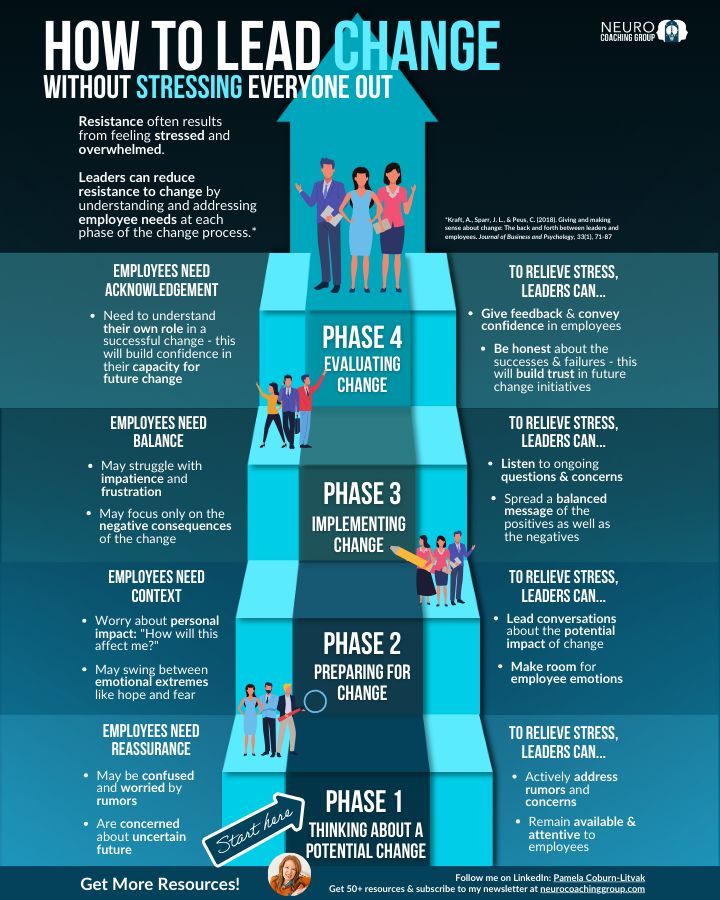 HOW TO LEAD CHANGE
WITHOUT STRESSING EVERYONE OUT
NEURO
COACHING GROUP
Resistance often results
from feeling stressed and
overwhelmed.
Leaders can reduce
resistance to change by
understanding and addressing
employee needs at each
phase of the change process.*
*Kraft, A., Sparr, J. L., & Peus, C. (2018). Giving and making
sense about change: The back and forth between leaders and
employees. Journal of Business and Psychology, 33(1), 71-87
EMPLOYEES NEED
ACKNOWLEDGEMENT
• Need to understand
their own role in a
successful change - this
will build confidence in
their capacity for
future change
PHASE 4
EVALUATING
CHANGE
TO RELIEVE STRESS,
LEADERS CAN...
• Give feedback & convey
confidence in employees
• Be honest about the
successes & failures - this
will build trust in future
change initiatives
EMPLOYEES NEED
BALANCE
• May struggle with
impatience and
frustration
• May focus only on the
negative consequences
of the change
PHASE 3
IMPLEMENTING
CHANGE
TO RELIEVE STRESS,
LEADERS CAN...
• Listen to ongoing
questions & concerns
• Spread a balanced
message of the
positives as well as
the negatives
EMPLOYEES NEED
CONTEXT
• Worry about personal
impact: "How will this
affect me?"
• May swing between
emotional extremes
like hope and fear
PHASE 2
PREPARING FOR
CHANGE
TO RELIEVE STRESS,
LEADERS CAN...
• Lead conversations
about the potential
impact of change
• Make room for
employee emotions
EMPLOYEES NEED
REASSURANCE
• May be confused
and worried by
rumors
• Are concerned
about uncertain
future
Start here
PHASE 1
THINKING ABOUT A
POTENTIAL CHANGE
TO RELIEVE STRESS,
LEADERS CAN...
• Actively address
rumors and
concerns
• Remain available &
attentive to
employees
Get More Resources!
Follow me on LinkedIn: Pamela Coburn-Litvak
Get 50+ resources & subscribe to my newsletter at neurocoachinggroup.com